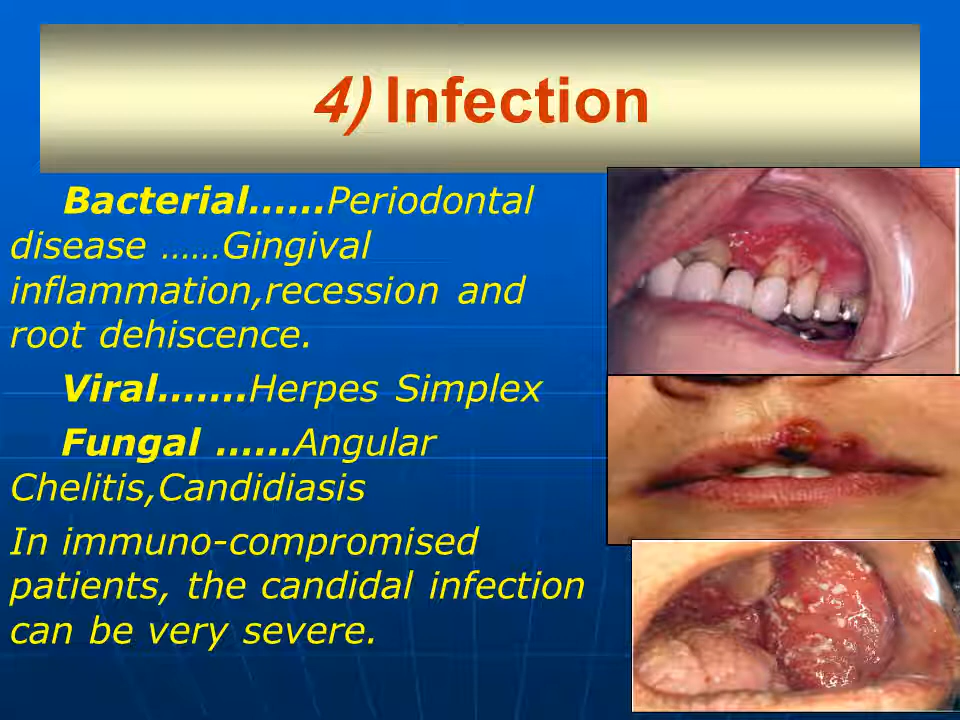 4) Infection
Bacterial......Periodontal
disease ......Gingival
inflammation,recession and
root dehiscence.
Viral.......Herpes Simplex
Fungal ......Angular
Chelitis,Candidiasis
In immuno-compromised
patients, the candidal infection
can be very severe.